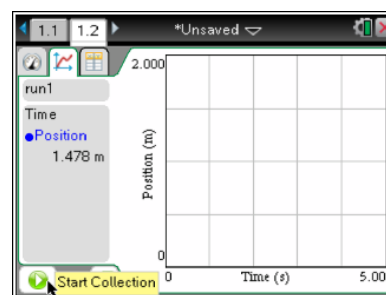 1.1 1.2 *Unsaved
2.000
run1
Time
Position
1.478 m
Position (m)
0
0 Time (s) 5.00
Start Collection